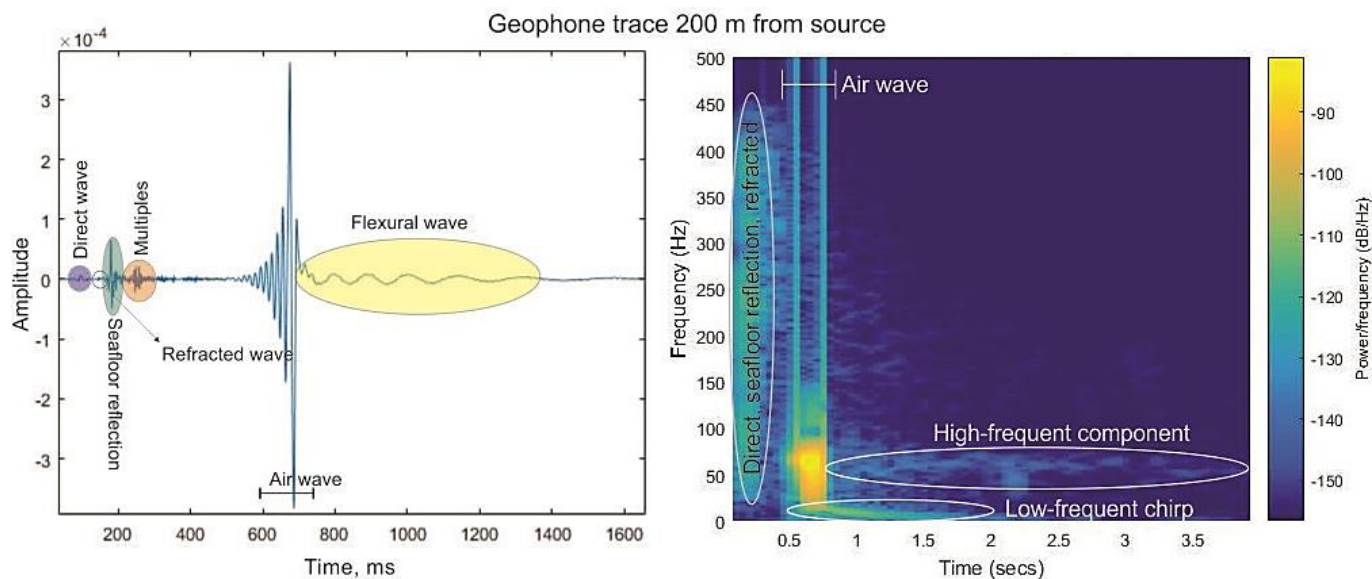 Geophone trace 200 m from source
×10-4
3
2
1
0
-1
-2
-3
Amplitude
200
400
600
800
1000
1200
1400
1600
Time, ms
Direct wave
Multiples
Seafloor reflection
Refracted wave
Flexural wave
Air wave
500
450
400
350
300
250
200
150
100
50
0
Frequency (Hz)
0.5
1
1.5
2
2.5
3
3.5
Time (secs)
Air wave
Direct, seafloor reflection, refracted
High-frequent component
Low-frequent chirp
-90
-100
-110
-120
-130
-140
-150
Power/frequency (dB/Hz)